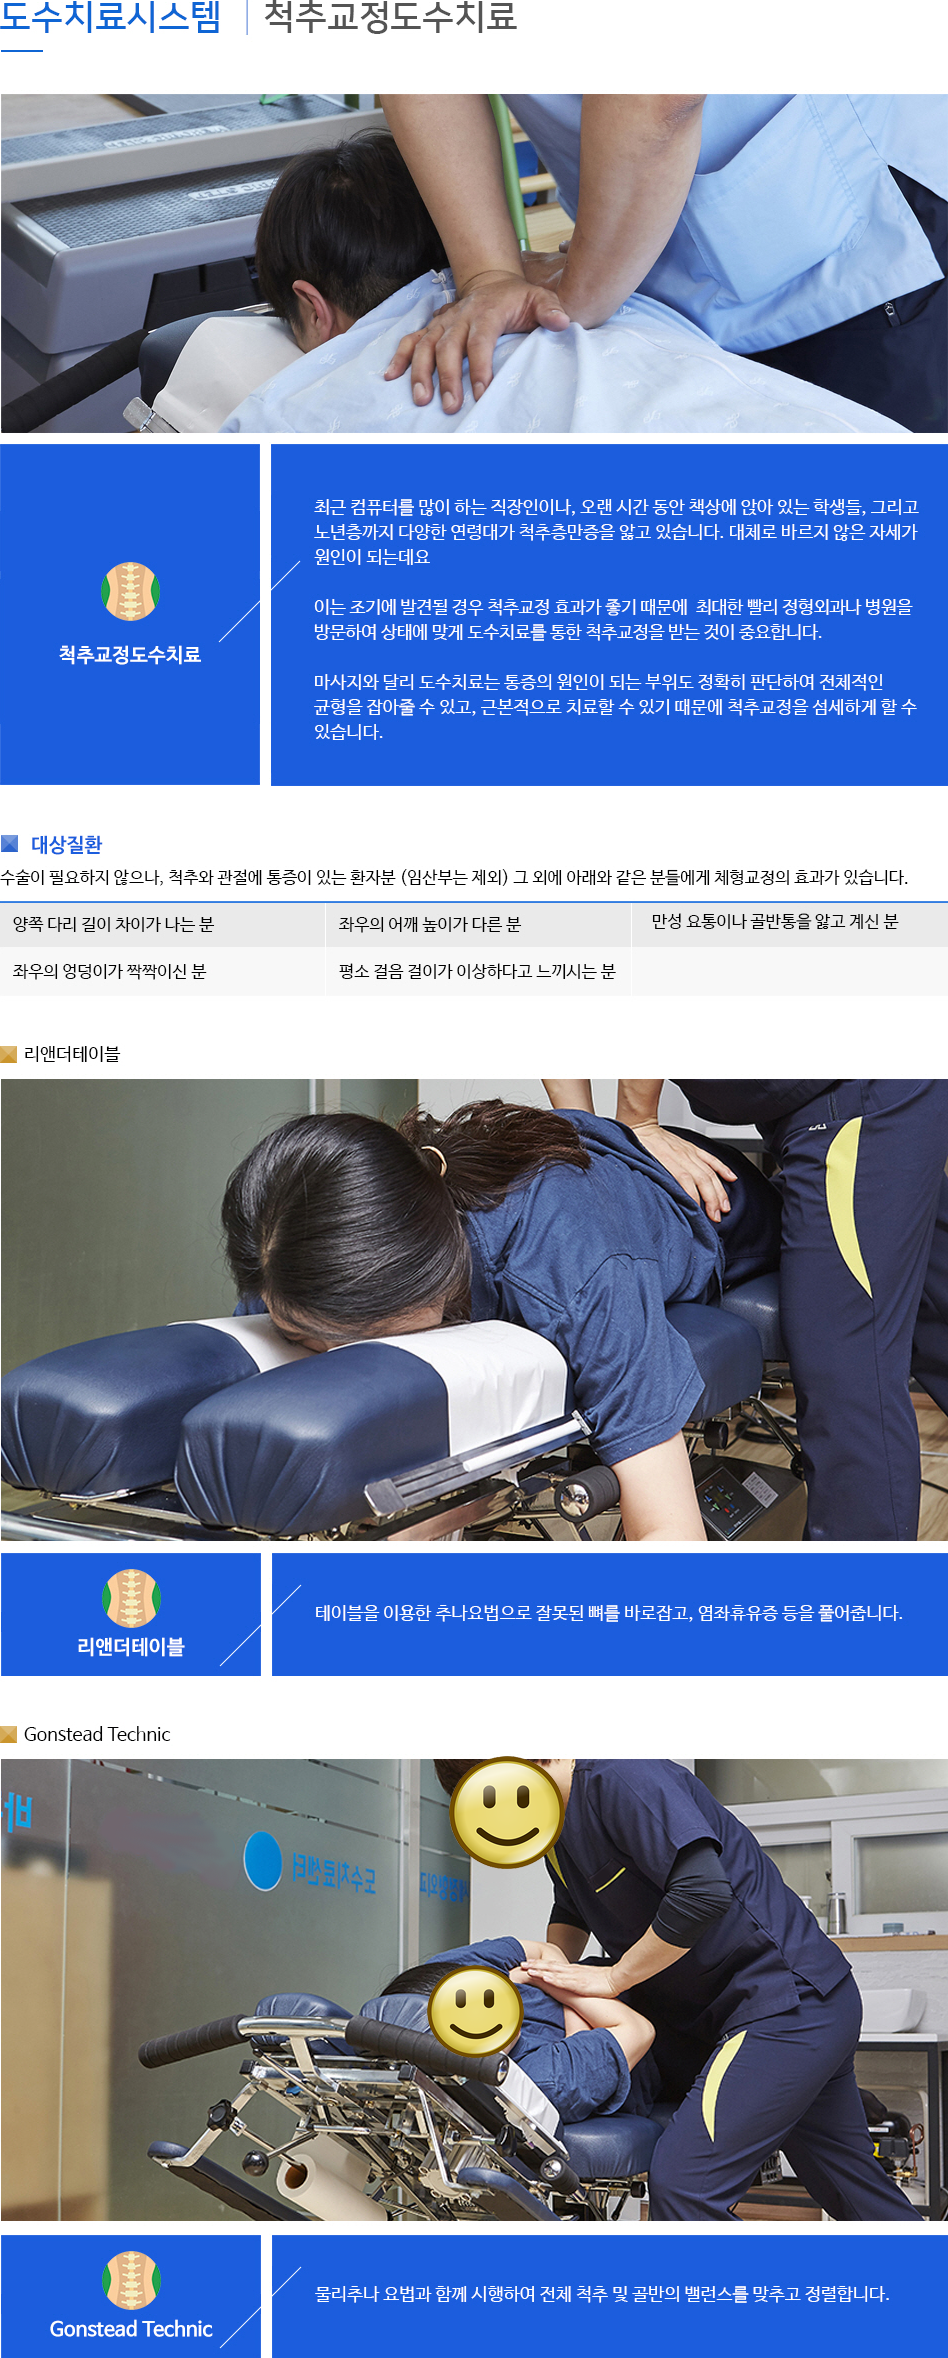 도수치료시스템 | 척추교정도수치료
척추교정도수치료
최근 컴퓨터를 많이 하는 직장인이나, 오랜 시간 동안 책상에 앉아 있는 학생들, 그리고
노년층까지 다양한 연령대가 척추측만증을 앓고 있습니다. 대체로 바르지 않은 자세가
원인이 되는데요
이는 조기에 발견될 경우 척추교정 효과가 좋기 때문에 최대한 빨리 정형외과나 병원을
방문하여 상태에 맞게 도수치료를 통한 척추교정을 받는 것이 중요합니다.
마사지와 달리 도수치료는 통증의 원인이 되는 부위도 정확히 판단하여 전체적인
균형을 잡아줄 수 있고, 근본적으로 치료할 수 있기 때문에 척추교정을 섬세하게 할 수
있습니다.
대상질환
수술이 필요하지 않으나, 척추와 관절에 통증이 있는 환자분 (임산부는 제외) 그 외에 아래와 같은 분들에게 체형교정의 효과가 있습니다.
양쪽 다리 길이 차이가 나는 분
좌우의 어깨 높이가 다른 분
만성 요통이나 골반통을 앓고 계신 분
좌우의 엉덩이가 짝짝이신 분
평소 걸음 걸이가 이상하다고 느끼시는 분
리앤더테이블
리앤더테이블
테이블을 이용한 추나요법으로 잘못된 뼈를 바로잡고, 염좌휴유증 등을 풀어줍니다.
Gonstead Technic
도수치료센터
Gonstead Technic
물리추나 요법과 함께 시행하여 전체 척추 및 골반의 밸런스를 맞추고 정렬합니다.